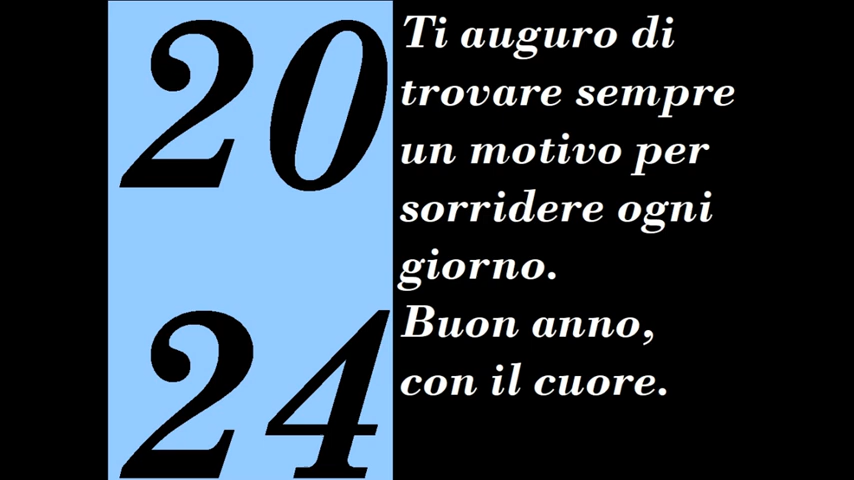 20
24
Ti auguro di
trovare sempre
un motivo per
sorridere ogni
giorno.
Buon anno,
con il cuore.